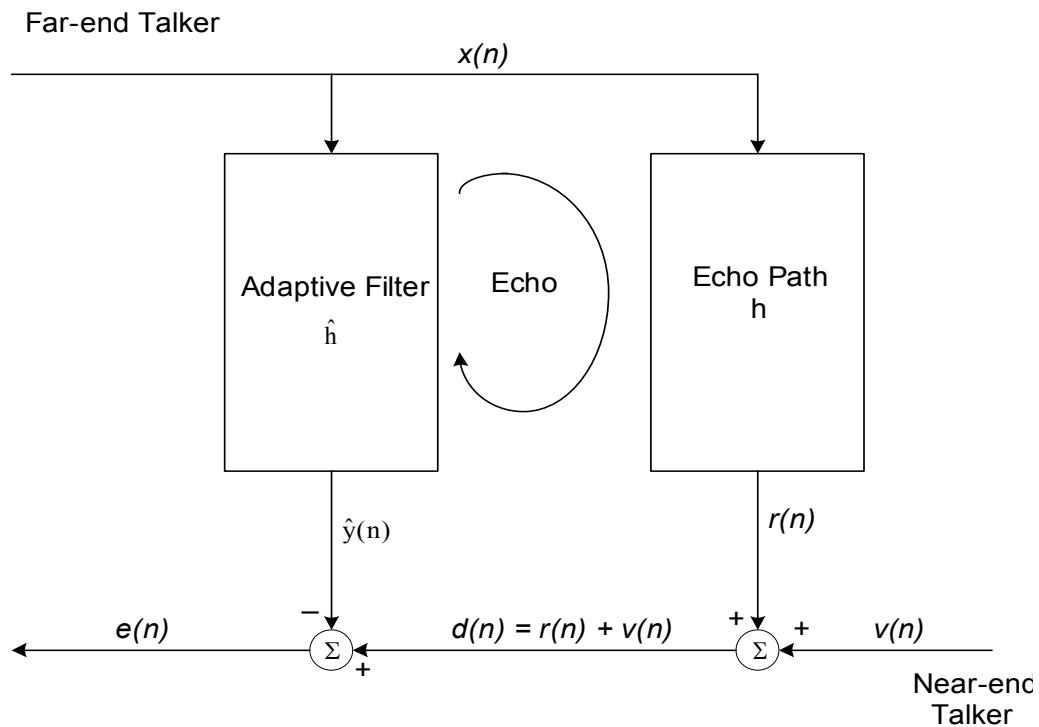 Far-end Talker
x(n)
Adaptive Filter
ĥ
Echo
Echo Path
h
ŷ(n)
r(n)
–
+
+
e(n)
Σ
+
d(n) = r(n) + v(n)
Σ
v(n)
Near-end
Talker